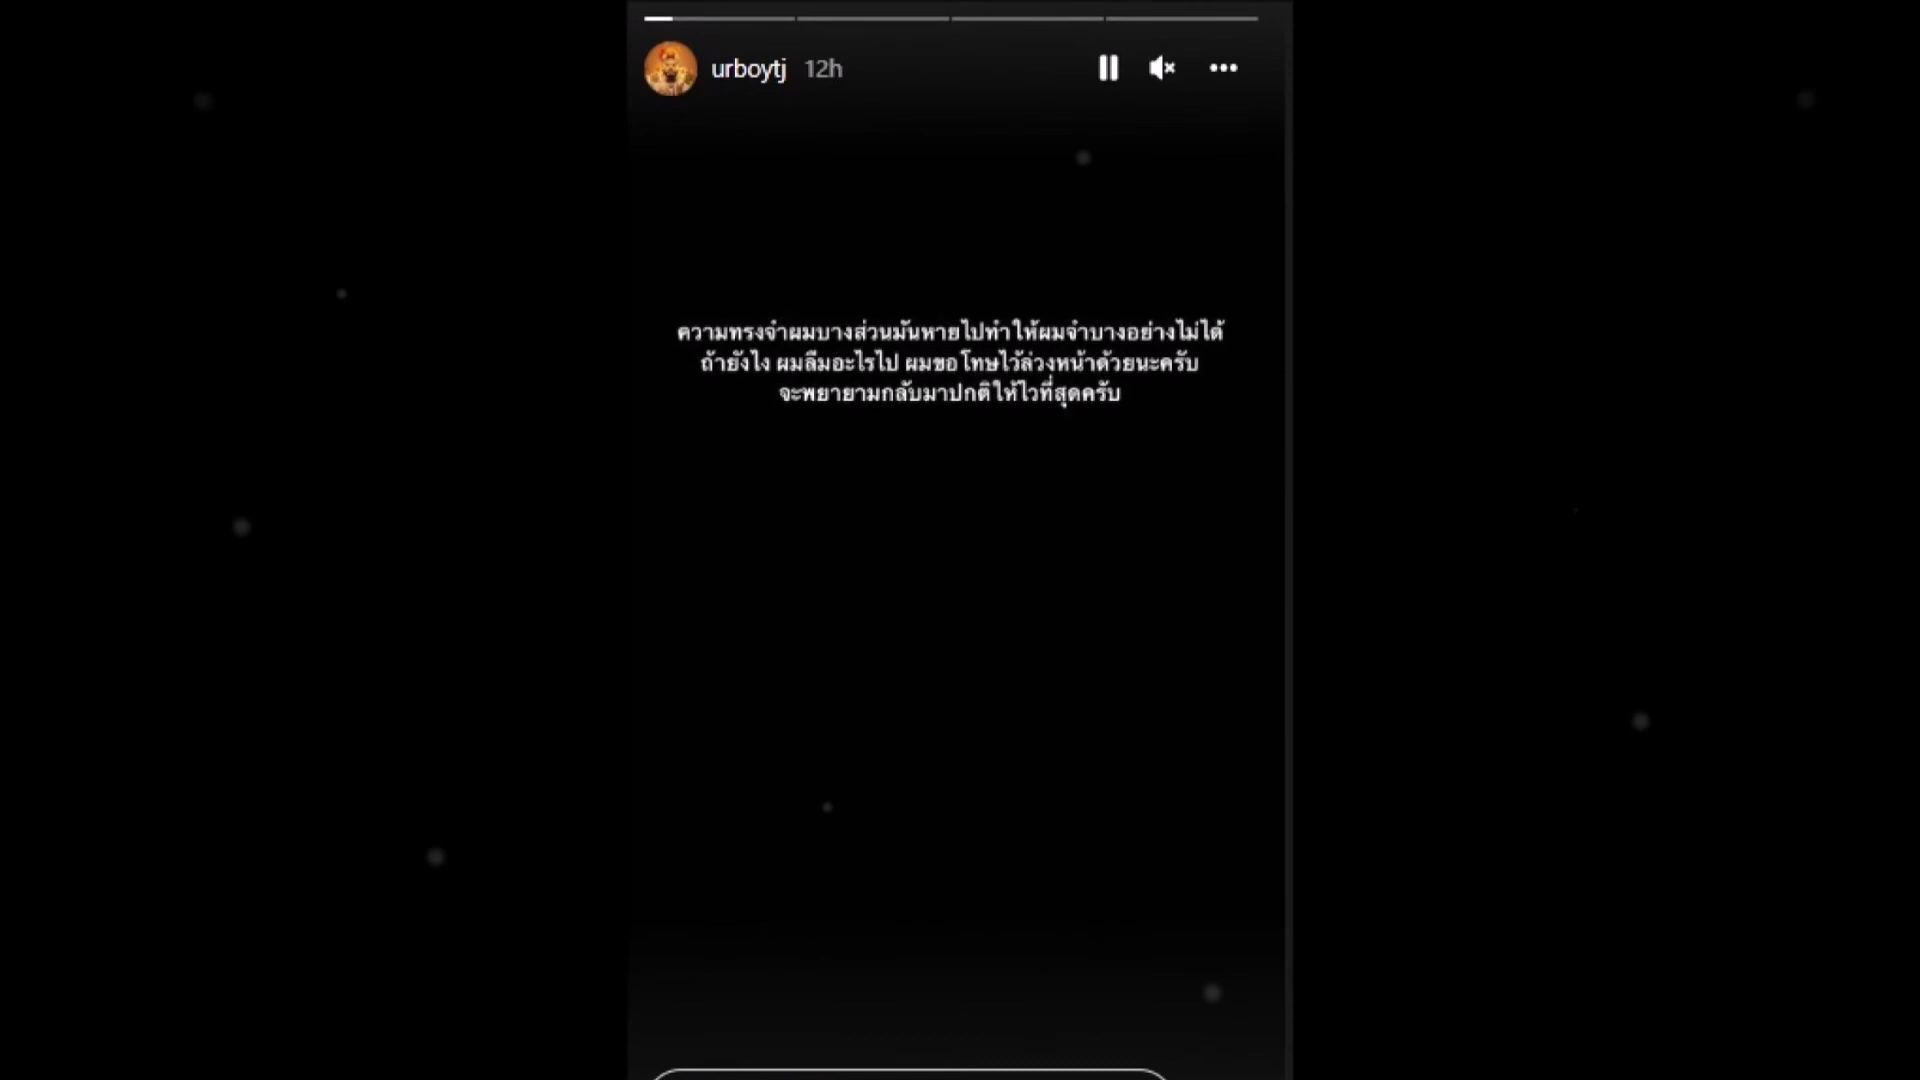 urboytj 12h
ความทรงจำผมบางส่วนมันหายไปทำให้ผมจำบางอย่างไม่ได้
ถ้ายังไง ผมลืมอะไรไป ผมขอโทษไว้ล่วงหน้าด้วยนะครับ
จะพยายามกลับมาปกติให้ไวที่สุดครับ